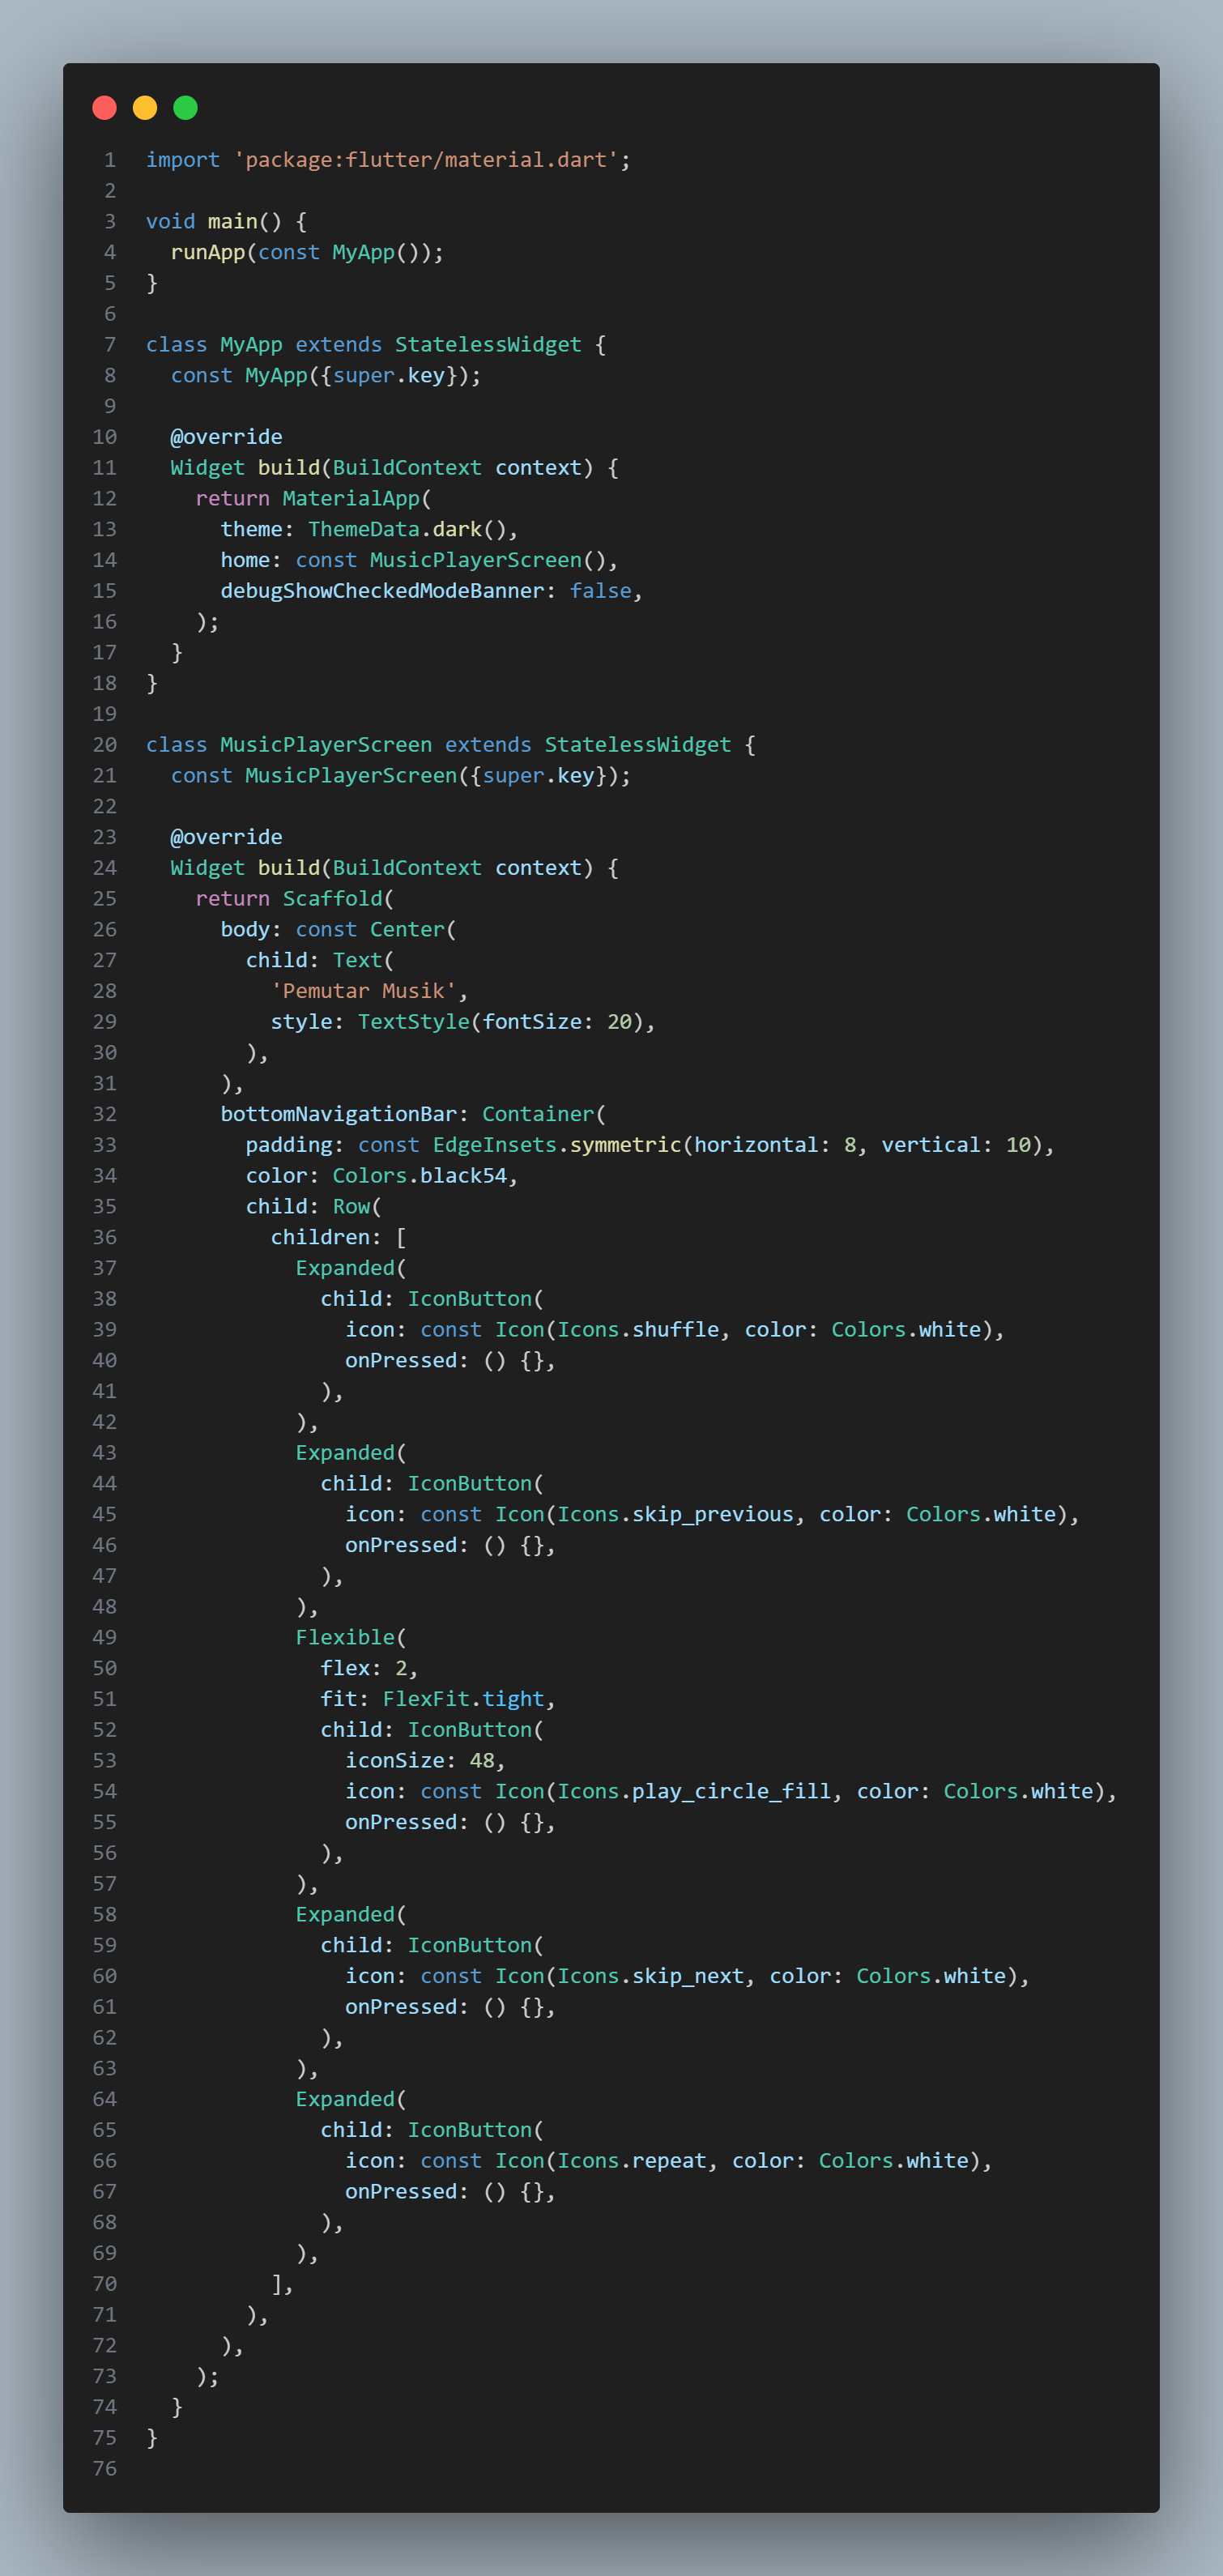 1 import 'package:flutter/material.dart';
2
3 void main() {
4   runApp(const MyApp());
5 }
6
7 class MyApp extends StatelessWidget {
8   const MyApp({super.key});
9
10   @override
11   Widget build(BuildContext context) {
12     return MaterialApp(
13       theme: ThemeData.dark(),
14       home: const MusicPlayerScreen(),
15       debugShowCheckedModeBanner: false,
16     );
17   }
18 }
19
20 class MusicPlayerScreen extends StatelessWidget {
21   const MusicPlayerScreen({super.key});
22
23   @override
24   Widget build(BuildContext context) {
25     return Scaffold(
26       body: const Center(
27         child: Text(
28           'Pemutar Musik',
29           style: TextStyle(fontSize: 20),
30         ),
31       ),
32       bottomNavigationBar: Container(
33         padding: const EdgeInsets.symmetric(horizontal: 8, vertical: 10),
34         color: Colors.black54,
35         child: Row(
36           children: [
37             Expanded(
38               child: IconButton(
39                 icon: const Icon(Icons.shuffle, color: Colors.white),
40                 onPressed: () {},
41               ),
42             ),
43             Expanded(
44               child: IconButton(
45                 icon: const Icon(Icons.skip_previous, color: Colors.white),
46                 onPressed: () {},
47               ),
48             ),
49             Flexible(
50               flex: 2,
51               fit: FlexFit.tight,
52               child: IconButton(
53                 iconSize: 48,
54                 icon: const Icon(Icons.play_circle_fill, color: Colors.white),
55                 onPressed: () {},
56               ),
57             ),
58             Expanded(
59               child: IconButton(
60                 icon: const Icon(Icons.skip_next, color: Colors.white),
61                 onPressed: () {},
62               ),
63             ),
64             Expanded(
65               child: IconButton(
66                 icon: const Icon(Icons.repeat, color: Colors.white),
67                 onPressed: () {},
68               ),
69             ),
70           ],
71         ),
72       ),
73     );
74   }
75 }
76